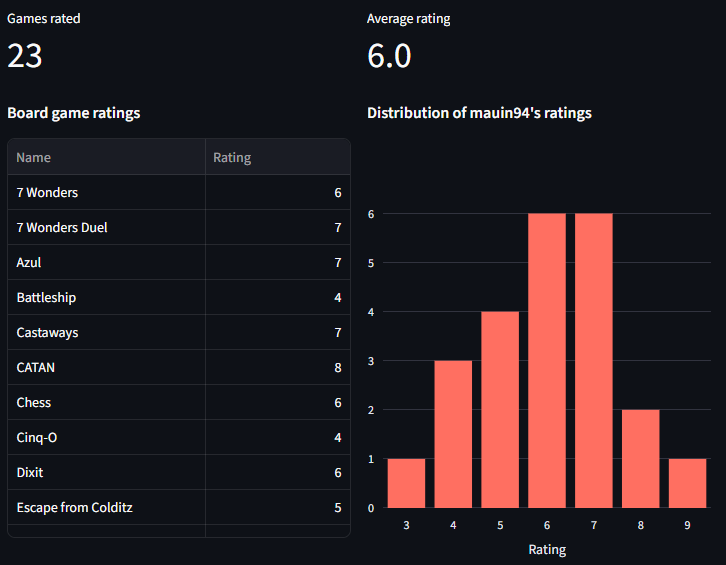 Games rated
23
Average rating
6.0
Board game ratings
Name Rating
7 Wonders 6
7 Wonders Duel 7
Azul 7
Battleship 4
Castaways 7
CATAN 8
Chess 6
Cinq-O 4
Dixit 6
Escape from Colditz 5
Distribution of mauin94's ratings
6
5
4
3
2
1
0
3 4 5 6 7 8 9
Rating